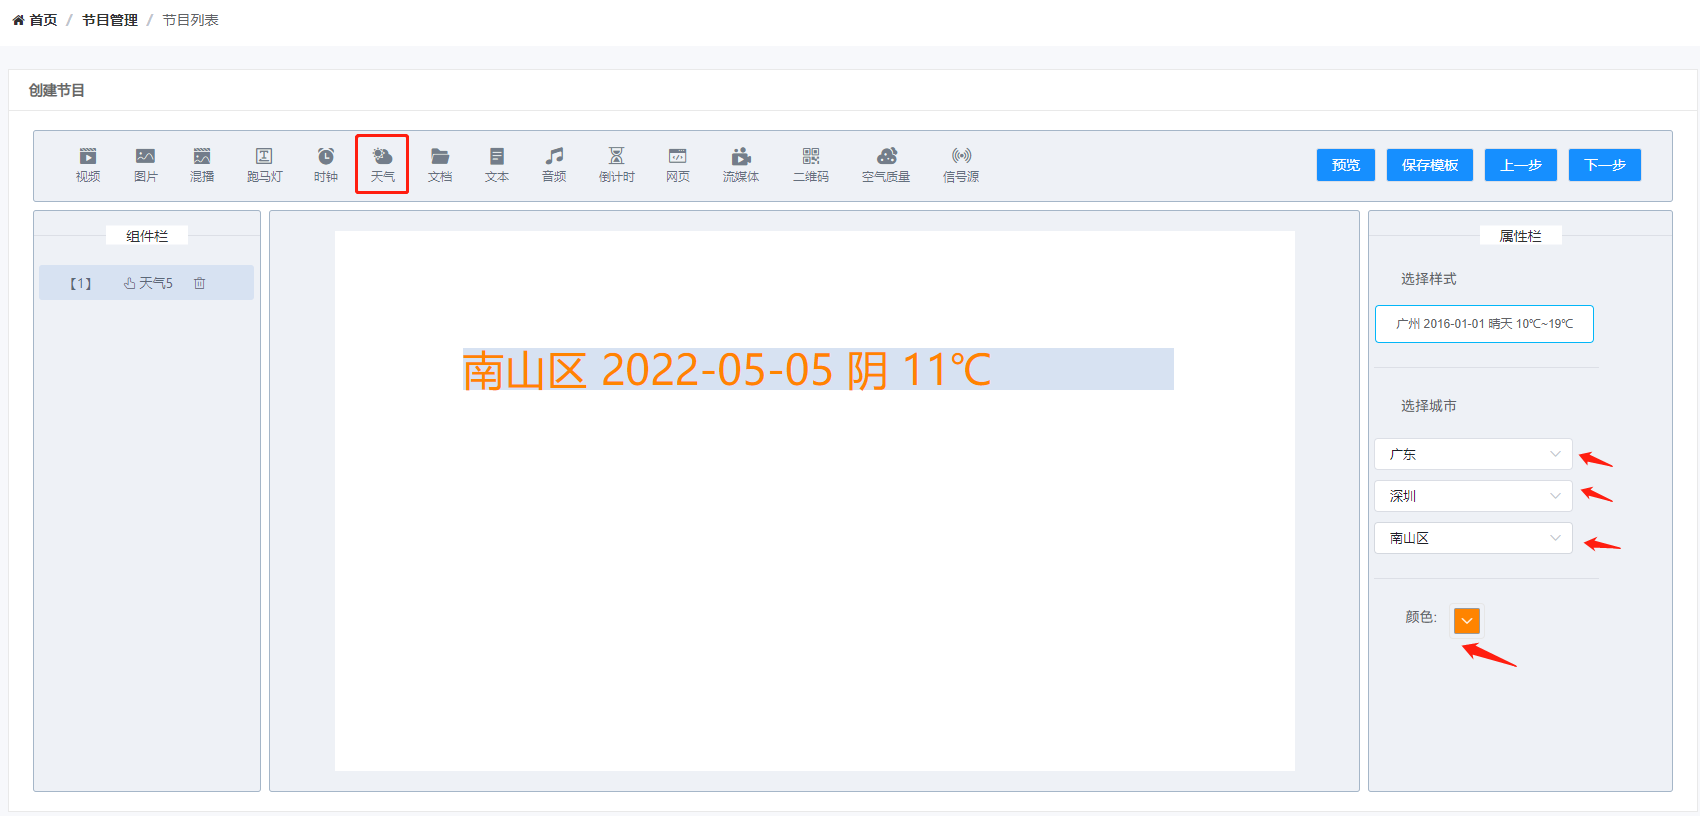 首页 / 节目管理 / 节目列表
创建节目
视频 图片 混播 跑马灯 时钟 天气 文档 文本 音频 倒计时 网页 流媒体 二维码 空气质量 信号源
预览 保存模板 上一步 下一步
组件栏
【1】 天气5
南山区 2022-05-05 阴 11℃
属性栏
选择样式
广州 2016-01-01 晴天 10℃~19℃
选择城市
广东
深圳
南山区
颜色: